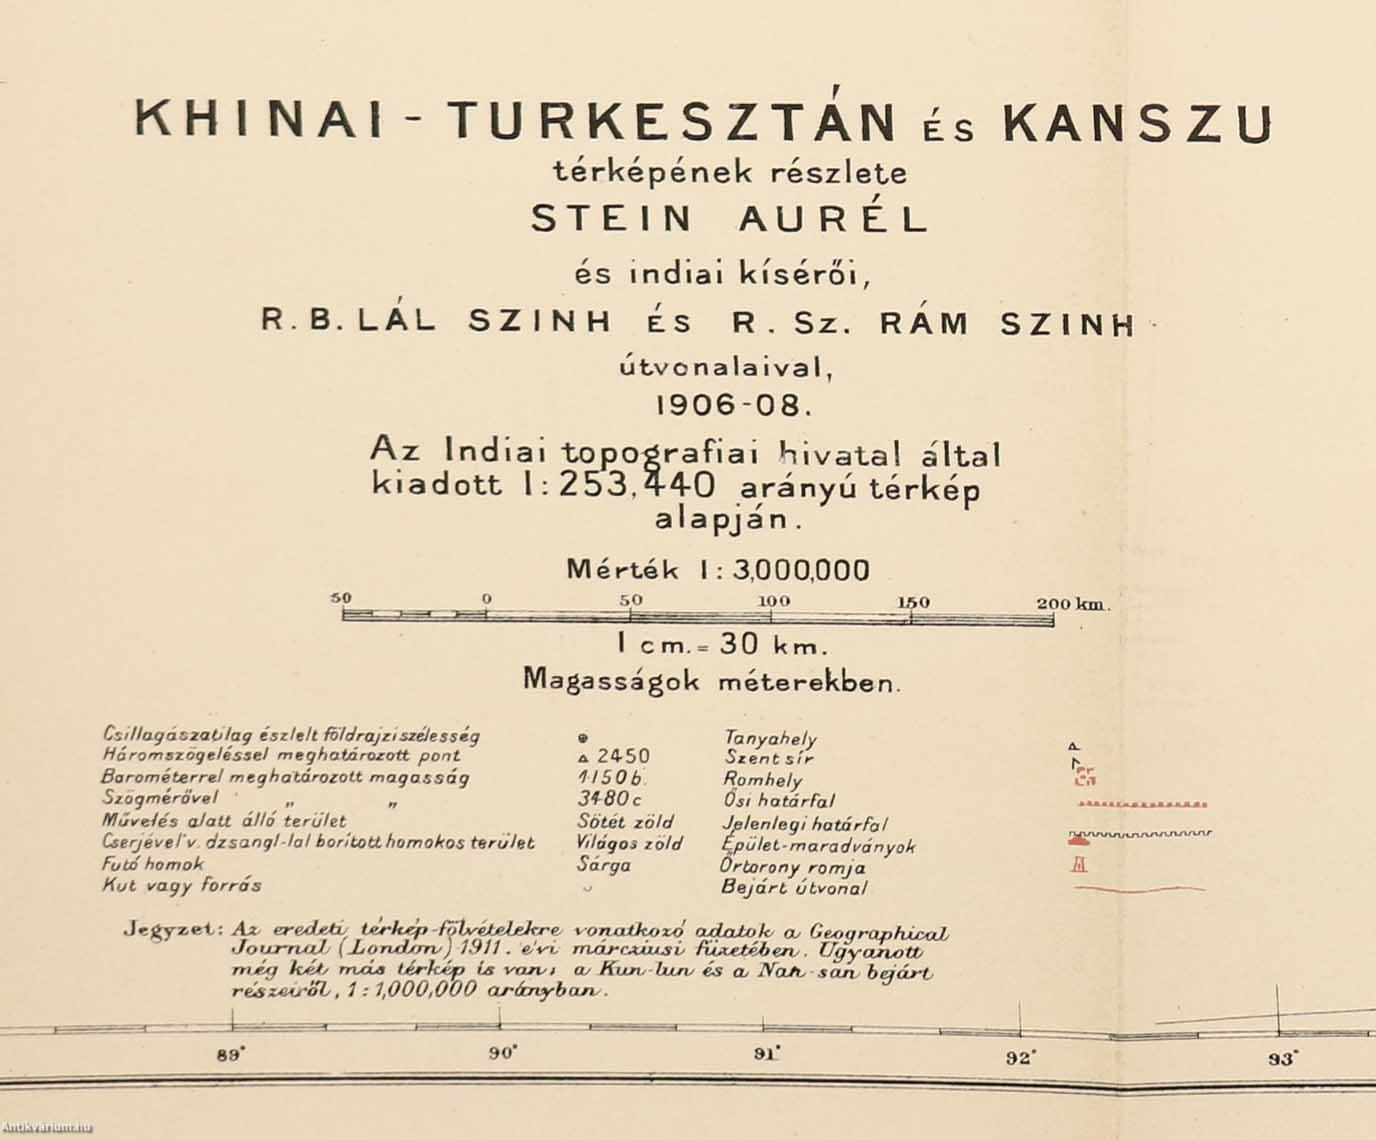 KHINAI - TURKESZTÁN ÉS KANSZU
térképének részlete
STEIN AURÉL
és indiai kísérői,
R. B. LÁL SZINH ÉS R. Sz. RÁM SZINH
útvonalaival,
1906-08.
Az Indiai topografiai hivatal által
kiadott 1:253,440 arányú térkép
alapján.
Mérték 1:3,000,000
50 0 50 100 150 200 km.
1 cm. = 30 km.
Magasságok méterekben.
Csillagászatilag észlelt földrajzi szélesség
Háromszögeléssel meghatározott pont 2450
Barométerrel meghatározott magasság 1150 b.
Szögmérővel „ „ 3480 c
Művelés alatt álló terület Sötét zöld
Cserjével v. dzsangl-lal borított homokos terület Világos zöld
Futó homok Sárga
Kut vagy forrás
Tanyahely
Szent sír
Romhely
Ősi határfal
Jelenlegi határfal
Épület-maradványok
Őrtorony romja
Bejárt útvonal
Jegyzet: Az eredeti térkép-fölvételekre vonatkozó adatok a Geographical
Journal (London) 1911. évi márcziusi füzetében. Ugyanott
még két más térkép is van, a Kun-lun és a Nan-san bejárt
részeiről, 1:1,000,000 arányban.
89° 90° 91° 92° 93°
Antikvarium.hu